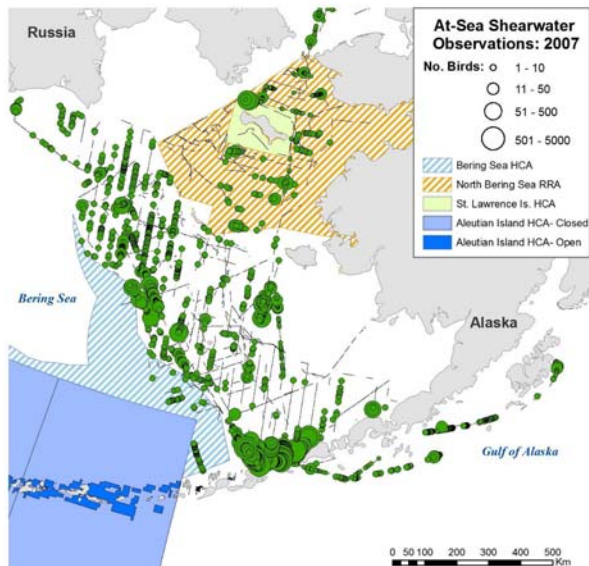 Russia
At-Sea Shearwater
Observations: 2007
No. Birds:
1 - 10
11 - 50
51 - 500
501 - 5000
Bering Sea HCA
North Bering Sea RRA
St. Lawrence Is. HCA
Aleutian Island HCA- Closed
Aleutian Island HCA- Open
Bering Sea
Alaska
Gulf of Alaska
0 50 100 200 300 400 500
Km